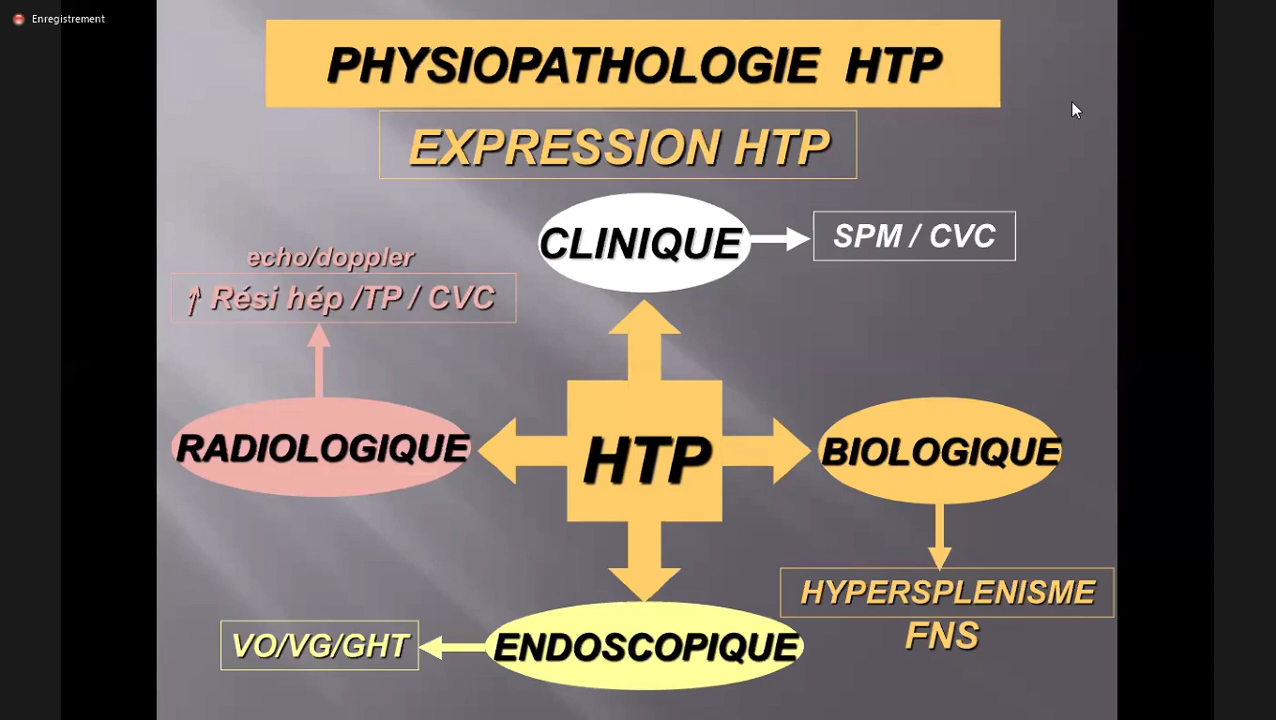 Enregistrement
PHYSIOPATHOLOGIE HTP
EXPRESSION HTP
CLINIQUE
SPM / CVC
echo/doppler
↑ Rési hép /TP / CVC
RADIOLOGIQUE
HTP
BIOLOGIQUE
HYPERSPLENISME
FNS
VO/VG/GHT
ENDOSCOPIQUE